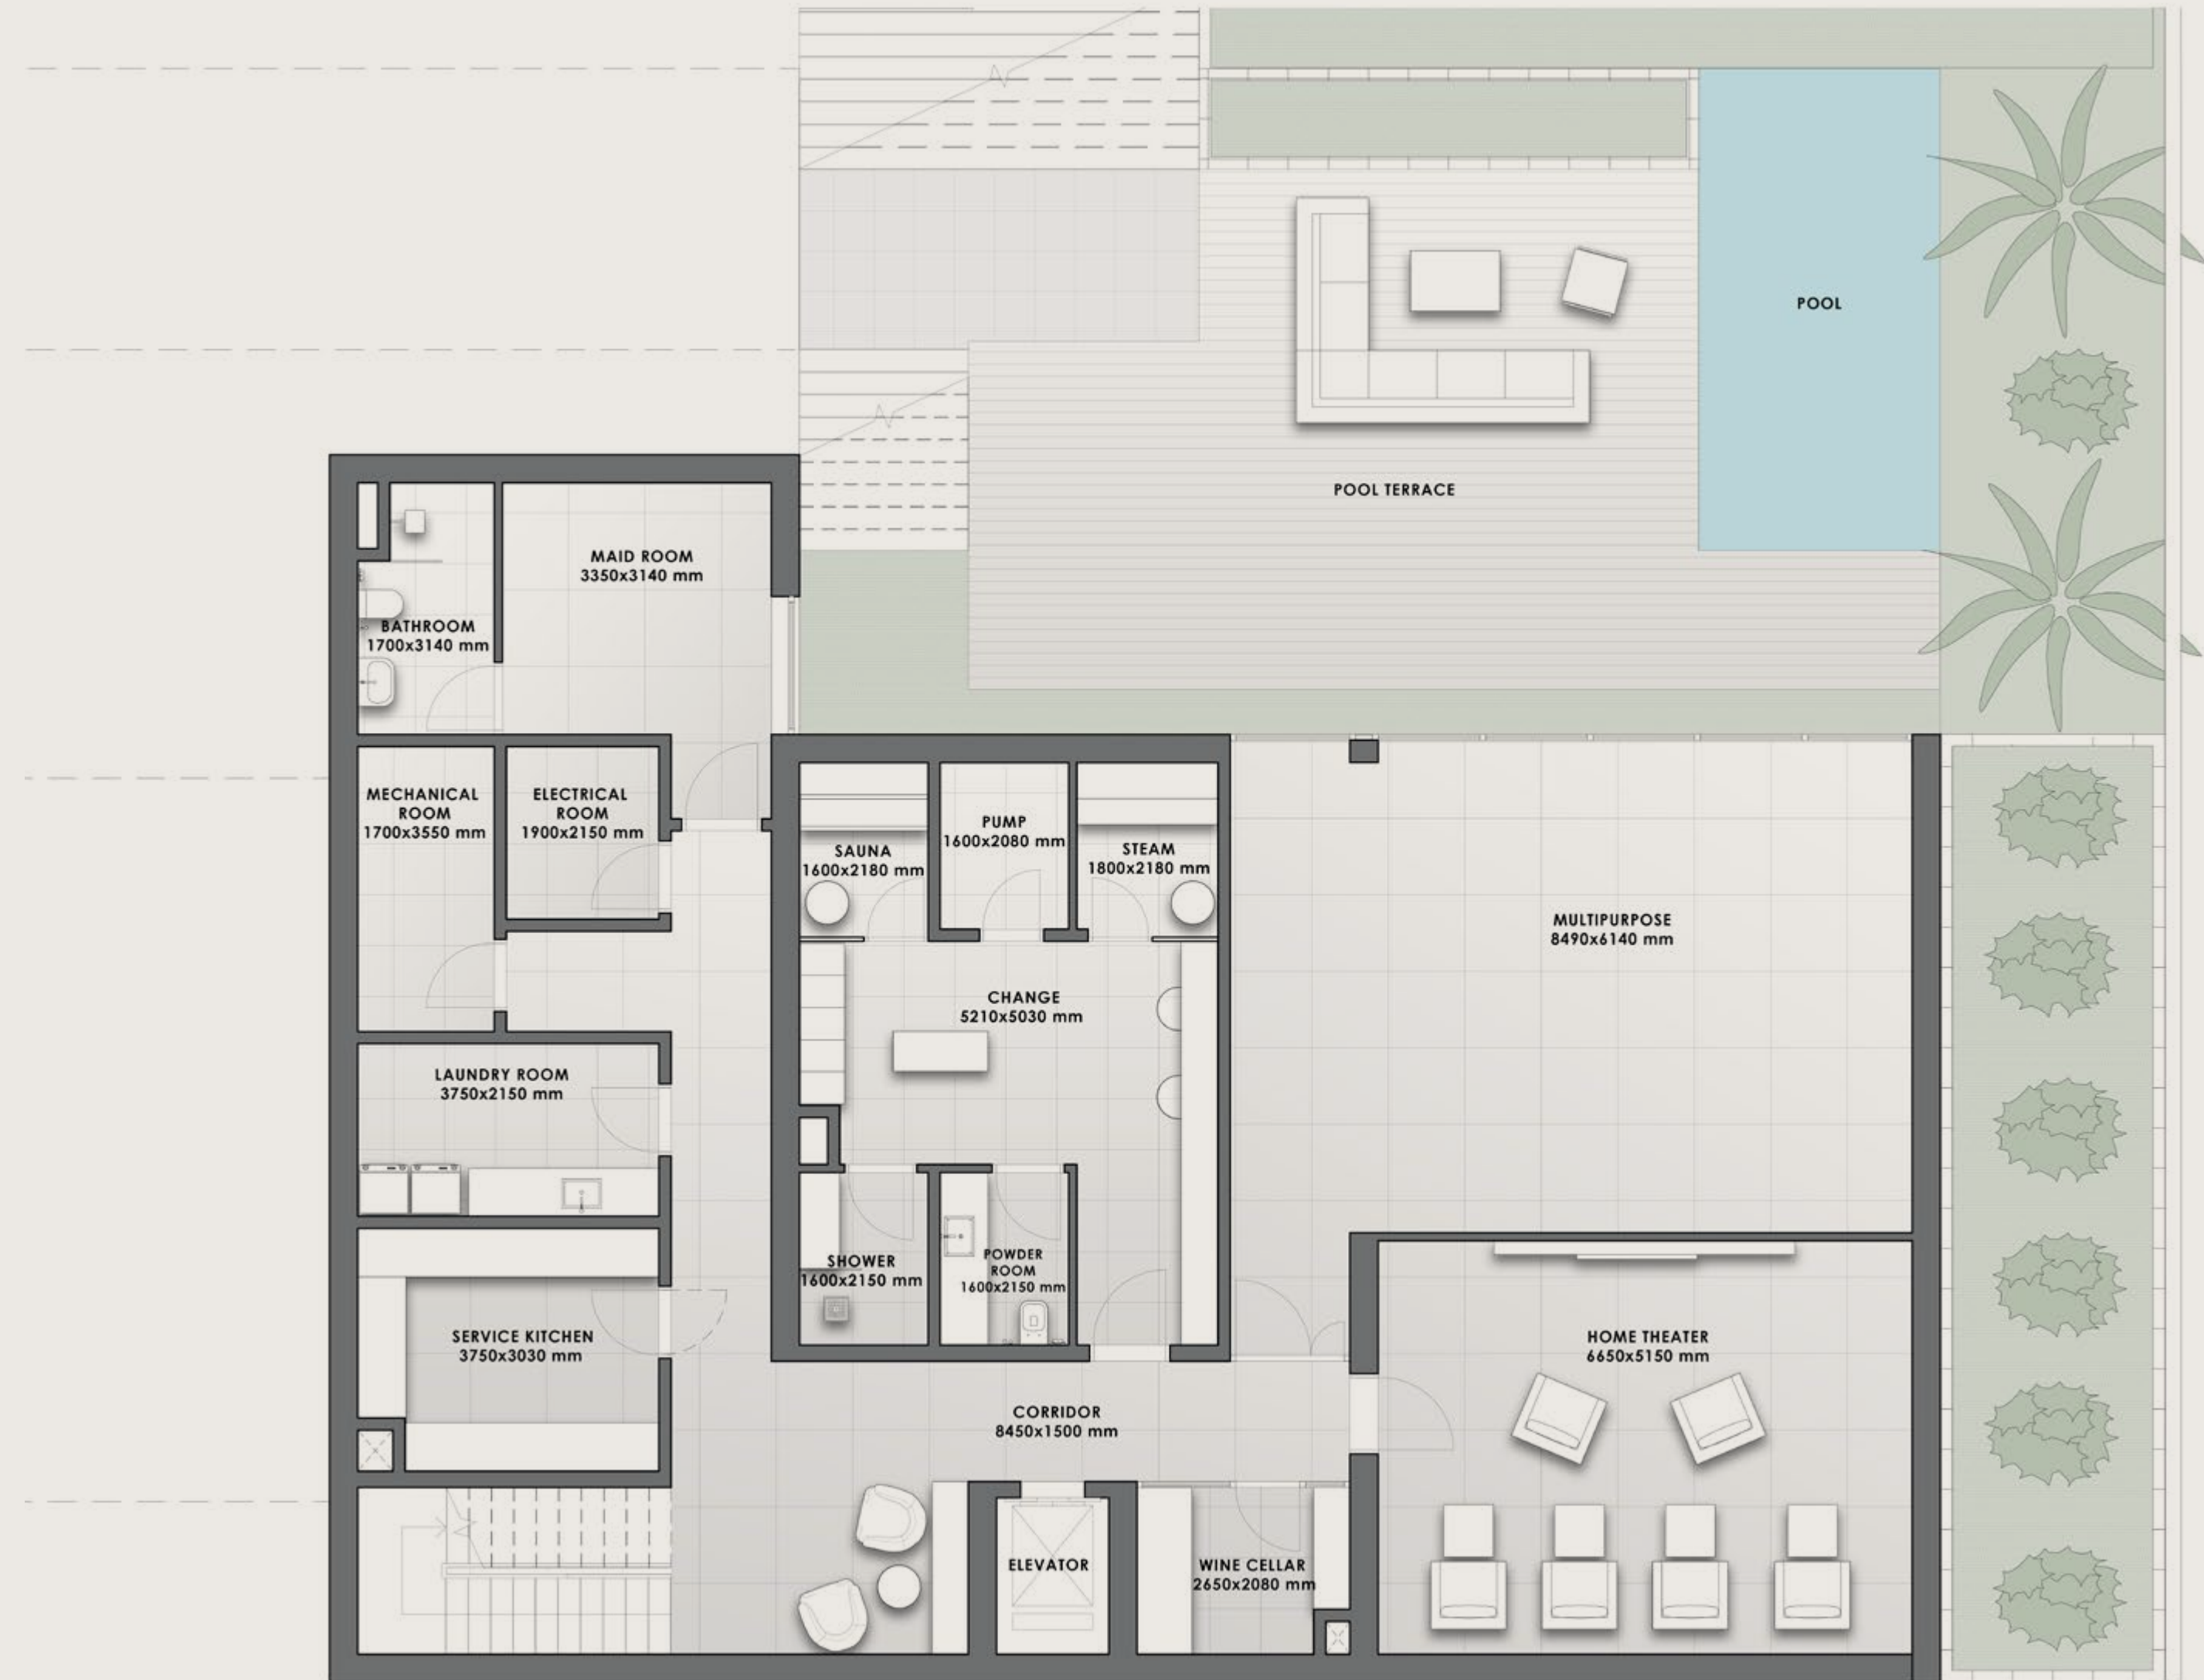 POOL
POOL TERRACE
MAID ROOM
3350x3140 mm
BATHROOM
1700x3140 mm
MECHANICAL
ROOM
1700x3550 mm
ELECTRICAL
ROOM
1900x2150 mm
SAUNA
1600x2180 mm
PUMP
1600x2080 mm
STEAM
1800x2180 mm
MULTIPURPOSE
8490x6140 mm
CHANGE
5210x5030 mm
LAUNDRY ROOM
3750x2150 mm
SHOWER
1600x2150 mm
POWDER
ROOM
1600x2150 mm
SERVICE KITCHEN
3750x3030 mm
HOME THEATER
6650x5150 mm
CORRIDOR
8450x1500 mm
ELEVATOR
WINE CELLAR
2650x2080 mm